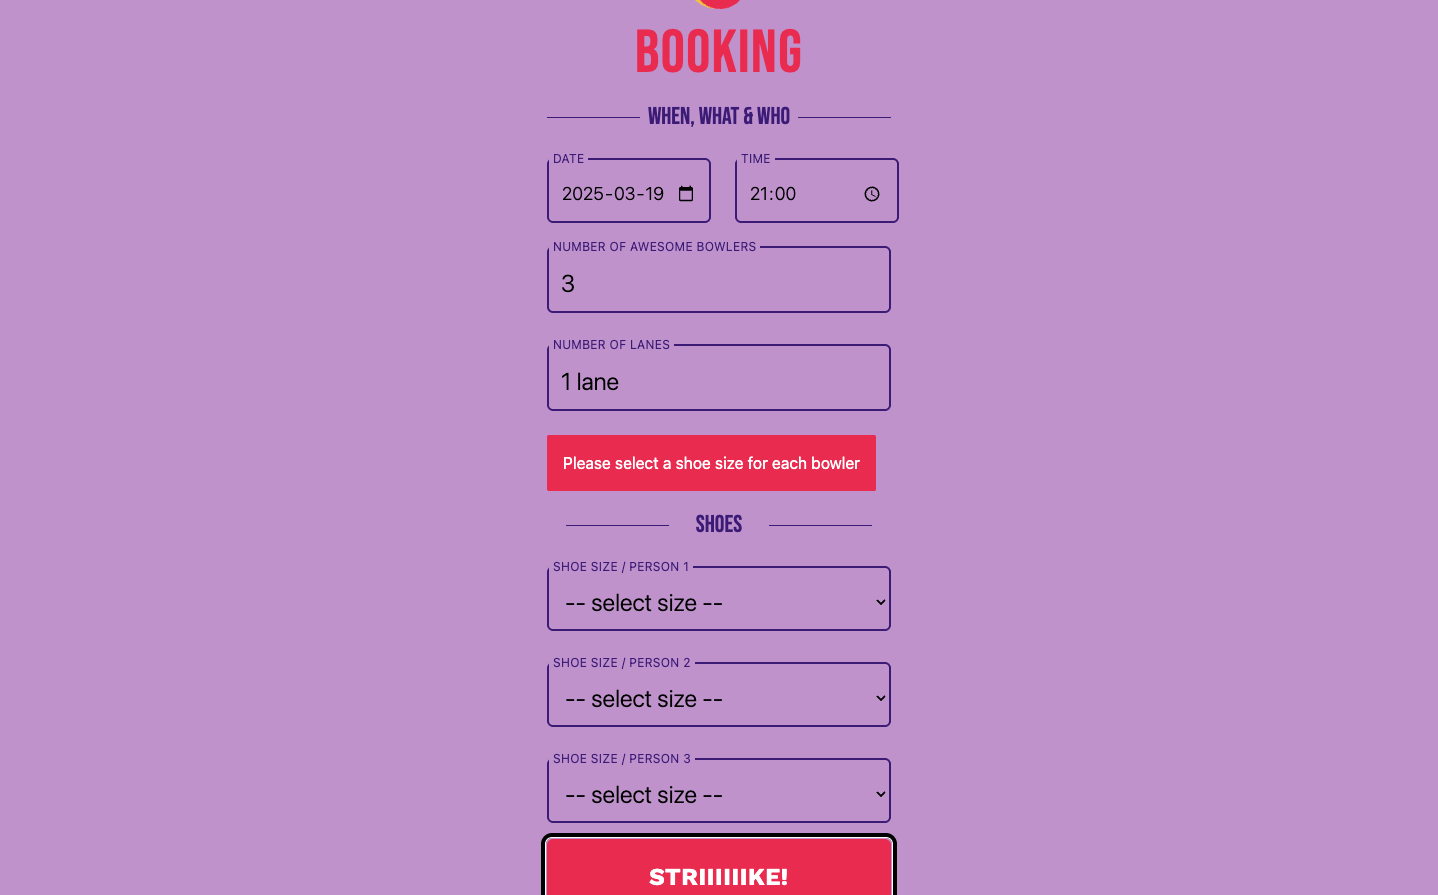 BOOKING
WHEN, WHAT & WHO
DATE
TIME
2025-03-19
21:00
NUMBER OF AWESOME BOWLERS
3
NUMBER OF LANES
1 lane
Please select a shoe size for each bowler
SHOES
SHOE SIZE / PERSON 1
-- select size --
SHOE SIZE / PERSON 2
-- select size --
SHOE SIZE / PERSON 3
-- select size --
STRIIIIIIKE!